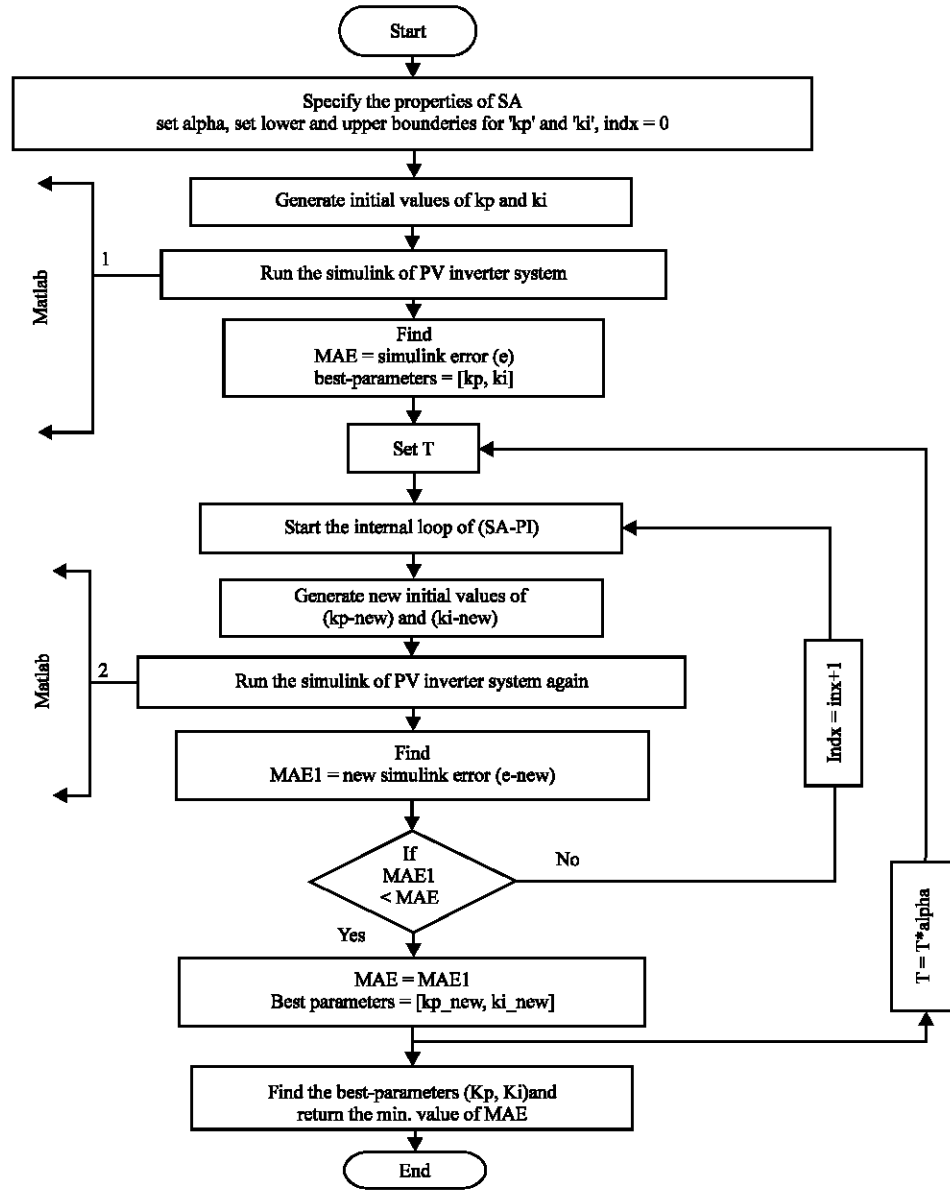 Start
Specify the properties of SA
set alpha, set lower and upper bounderies for 'kp' and 'ki', indx = 0
Generate initial values of kp and ki
1
Matlab
Run the simulink of PV inverter system
Find
MAE = simulink error (e)
best-parameters = [kp, ki]
Set T
Start the internal loop of (SA-PI)
Generate new initial values of
(kp-new) and (ki-new)
2
Matlab
Run the simulink of PV inverter system again
Indx = inx+1
Find
MAE1 = new simulink error (e-new)
If
MAE1
< MAE
No
Yes
T = T*alpha
MAE = MAE1
Best parameters = [kp_new, ki_new]
Find the best-parameters (Kp, Ki)and
return the min. value of MAE
End